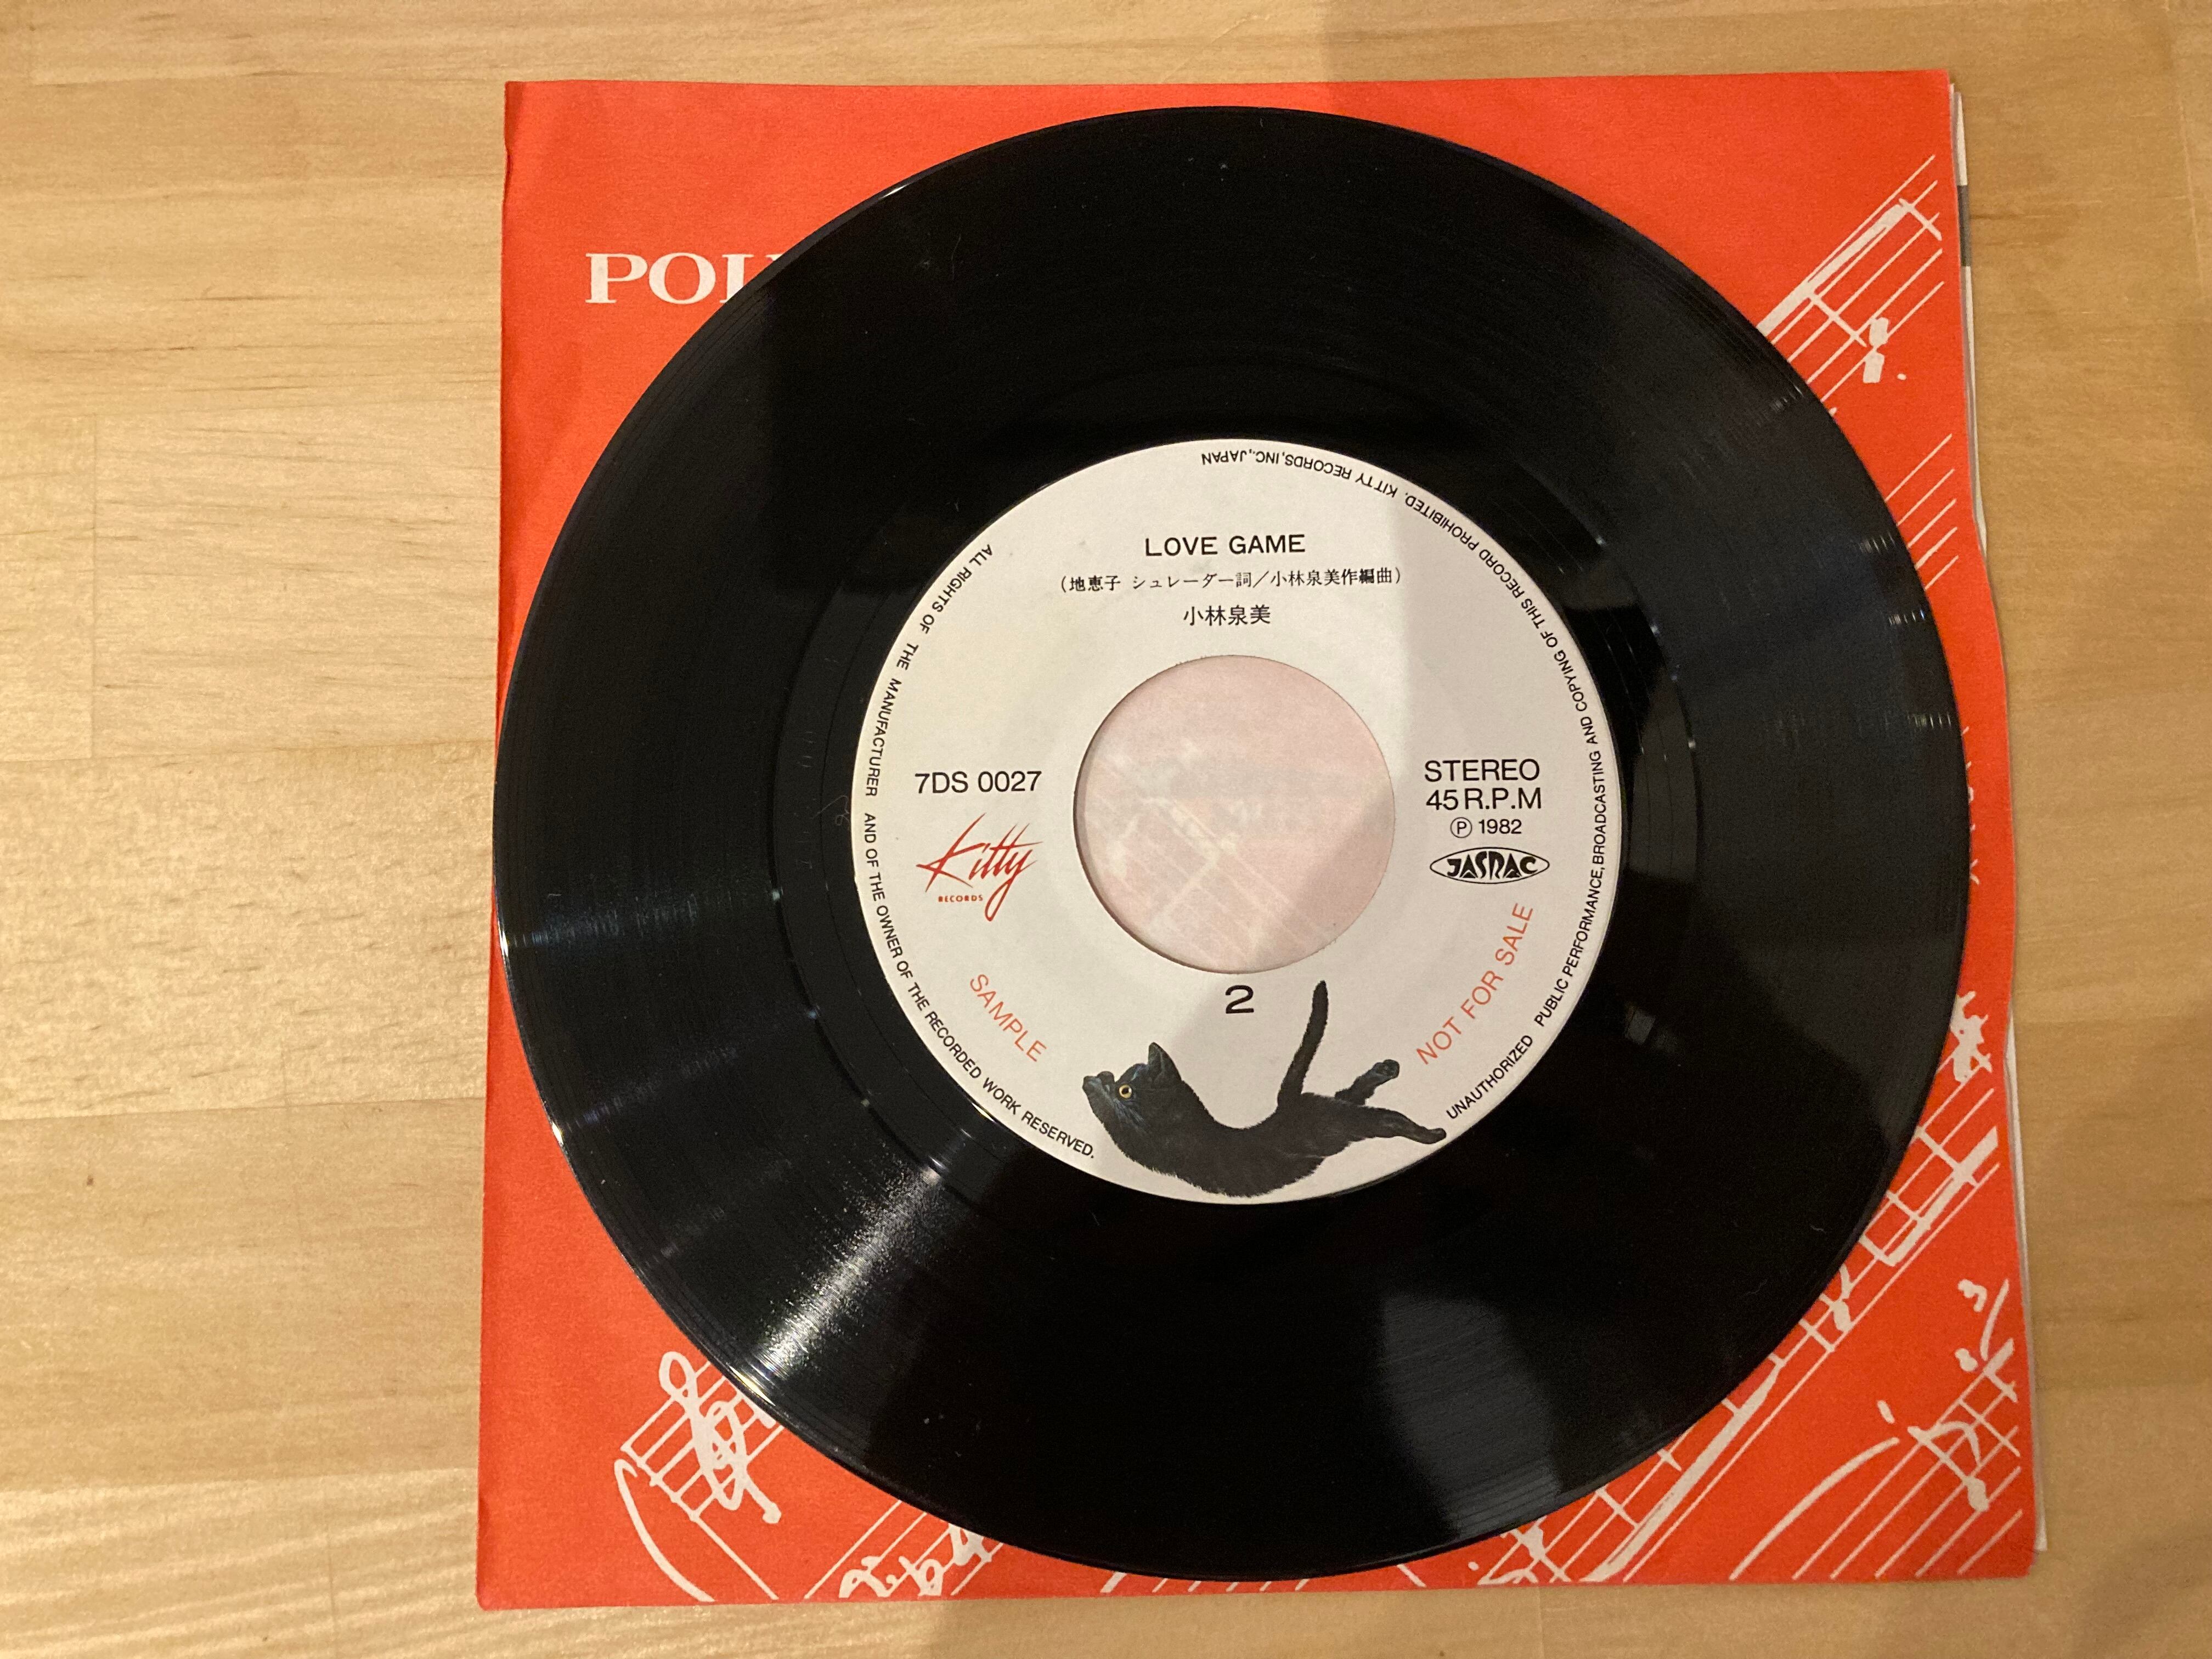 LOVE GAME
(地恵子 シュレーダー詞／小林泉美作編曲)
小林泉美
7DS 0027
Kitty
RECORDS
STEREO
45 R.P.M
Ⓟ 1982
JASRAC
2
SAMPLE
NOT FOR SALE
ALL RIGHTS OF THE MANUFACTURER AND OF THE OWNER OF THE RECORDED WORK RESERVED.
UNAUTHORIZED PUBLIC PERFORMANCE, BROADCASTING AND COPYING OF THIS RECORD PROHIBITED. KITTY RECORDS, INC., JAPAN